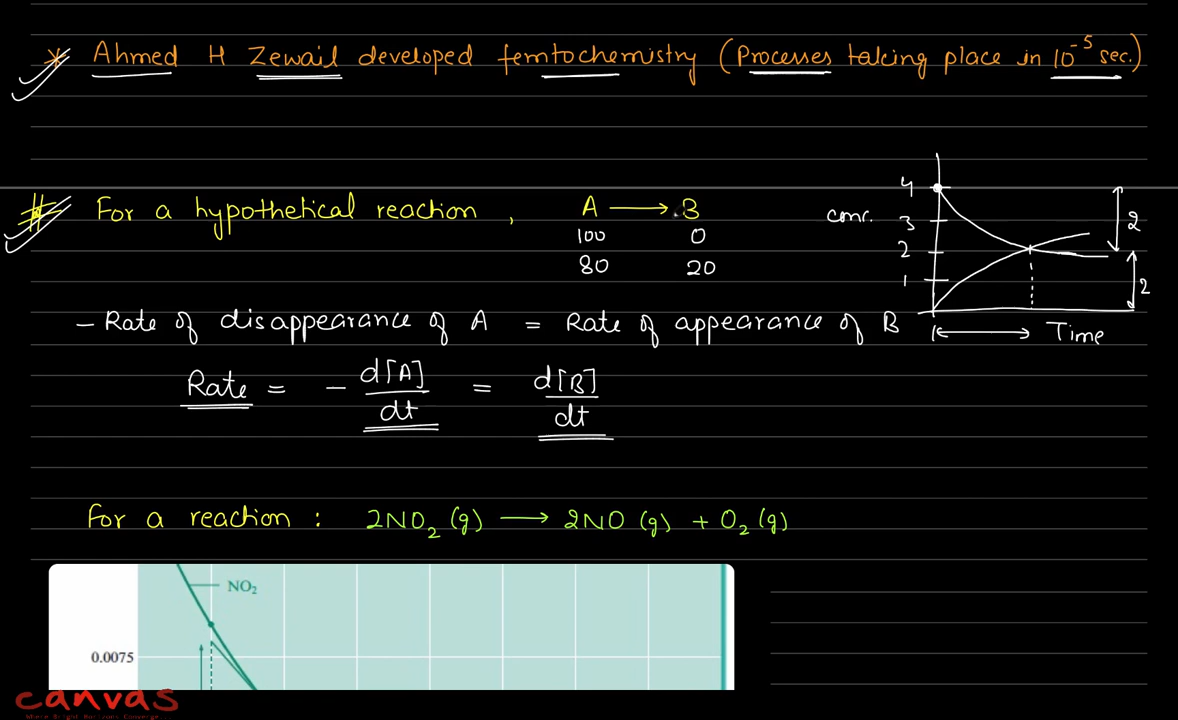 * Ahmed H Zewail developed femtochemistry (Processes taking place in 10⁻⁵ sec.)
# For a hypothetical reaction, A ⟶ B
100 0
80 20
conc.
4
3
2
1
2
2
Time
– Rate of disappearance of A = Rate of appearance of B
Rate = – d[A]/dt = d[B]/dt
For a reaction : 2NO₂ (g) ⟶ 2NO (g) + O₂ (g)
NO₂
0.0075
canvas